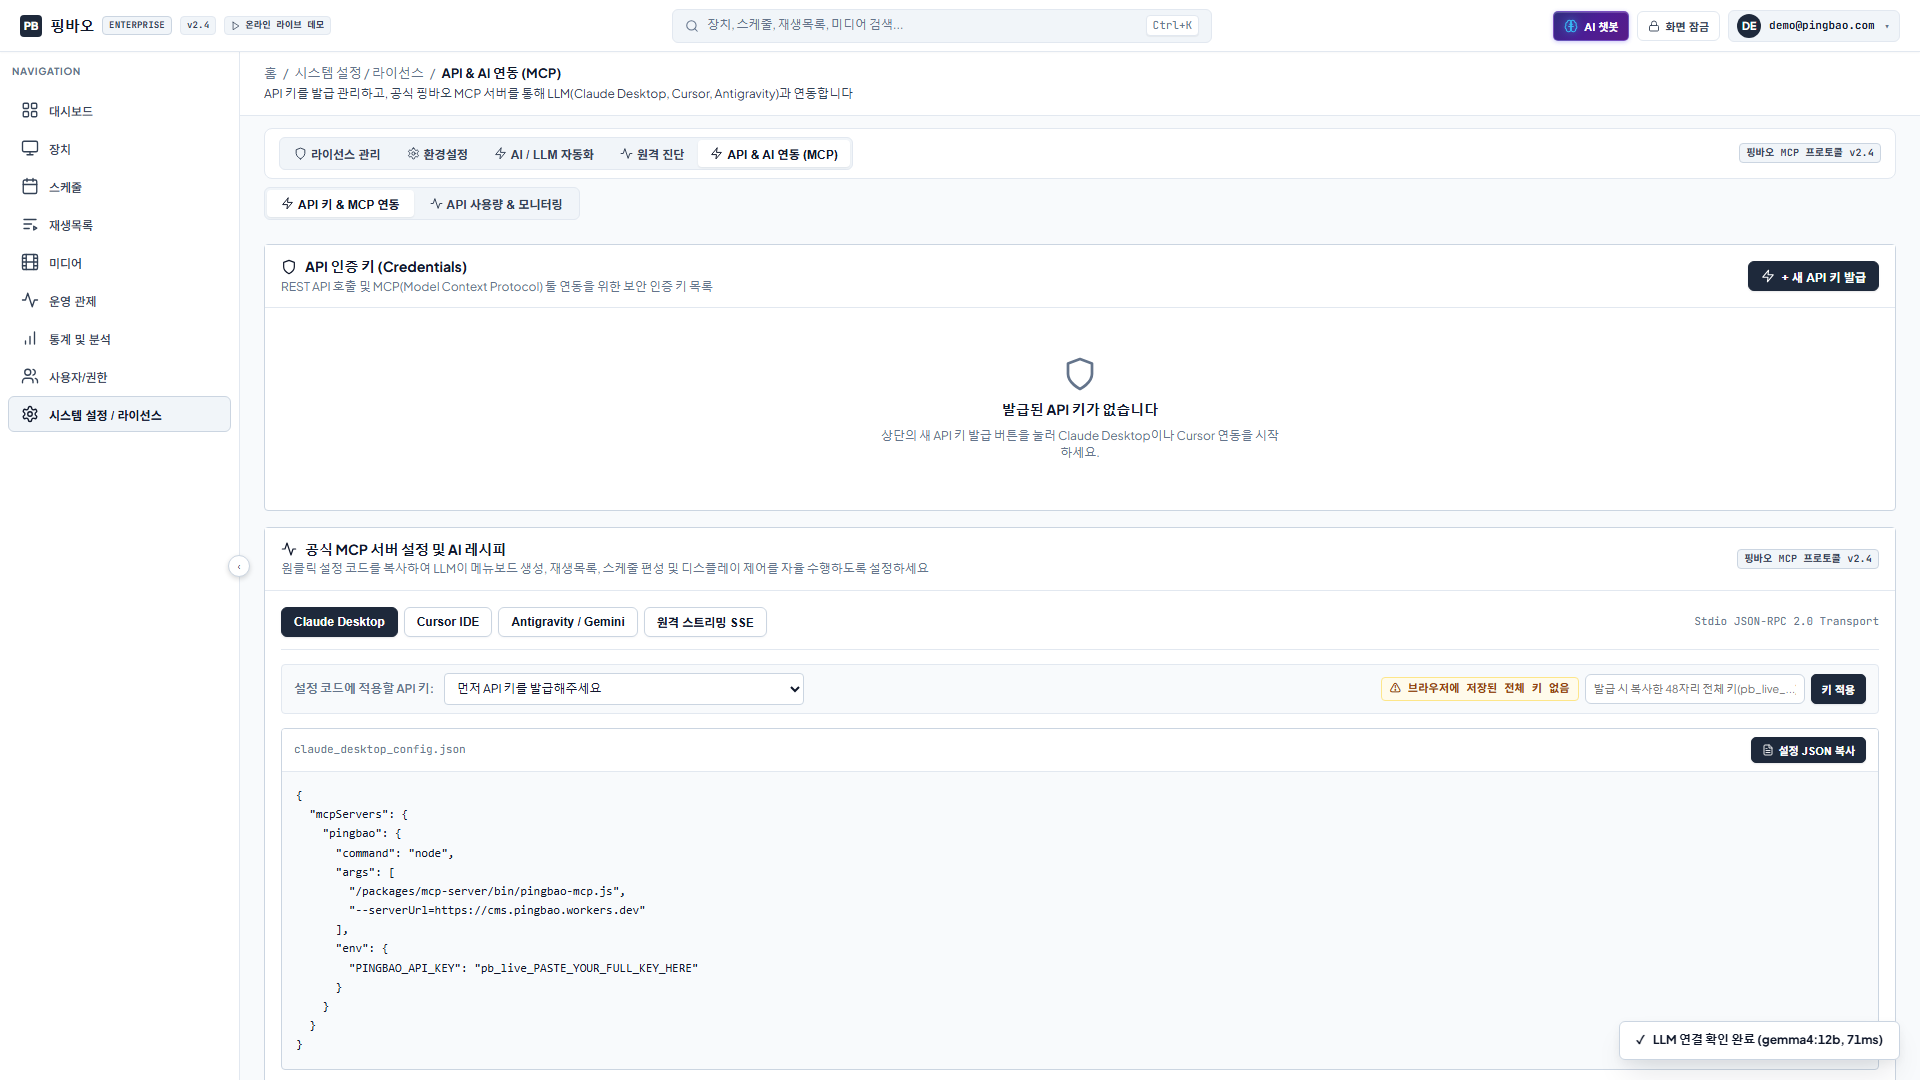 PB 핑바오 ENTERPRISE v2.4 온라인 라이브 데모
장치, 스케줄, 재생목록, 미디어 검색... Ctrl+K
AI 챗봇 화면 잠금 DE demo@pingbao.com
NAVIGATION
대시보드
장치
스케줄
재생목록
미디어
운영 관제
통계 및 분석
사용자/권한
시스템 설정 / 라이선스
홈 / 시스템 설정 / 라이선스 / API & AI 연동 (MCP)
API 키를 발급 관리하고, 공식 핑바오 MCP 서버를 통해 LLM(Claude Desktop, Cursor, Antigravity)과 연동합니다
라이선스 관리 환경설정 AI / LLM 자동화 원격 진단 API & AI 연동 (MCP) 핑바오 MCP 프로토콜 v2.4
API 키 & MCP 연동 API 사용량 & 모니터링
API 인증 키 (Credentials)
REST API 호출 및 MCP(Model Context Protocol) 툴 연동을 위한 보안 인증 키 목록
+ 새 API 키 발급
발급된 API 키가 없습니다
상단의 새 API 키 발급 버튼을 눌러 Claude Desktop이나 Cursor 연동을 시작
하세요.
공식 MCP 서버 설정 및 AI 레시피
원클릭 설정 코드를 복사하여 LLM이 메뉴보드 생성, 재생목록, 스케줄 편성 및 디스플레이 제어를 자율 수행하도록 설정하세요
핑바오 MCP 프로토콜 v2.4
Claude Desktop Cursor IDE Antigravity / Gemini 원격 스트리밍 SSE Stdio JSON-RPC 2.0 Transport
설정 코드에 적용할 API 키: 먼저 API 키를 발급해주세요 브라우저에 저장된 전체 키 없음 발급 시 복사한 48자리 전체 키(pb_live_...) 키 적용
claude_desktop_config.json 설정 JSON 복사
{
"mcpServers": {
"pingbao": {
"command": "node",
"args": [
"/packages/mcp-server/bin/pingbao-mcp.js",
"--serverUrl=https://cms.pingbao.workers.dev"
],
"env": {
"PINGBAO_API_KEY": "pb_live_PASTE_YOUR_FULL_KEY_HERE"
}
}
}
}
✓ LLM 연결 확인 완료 (gemma4:12b, 71ms)